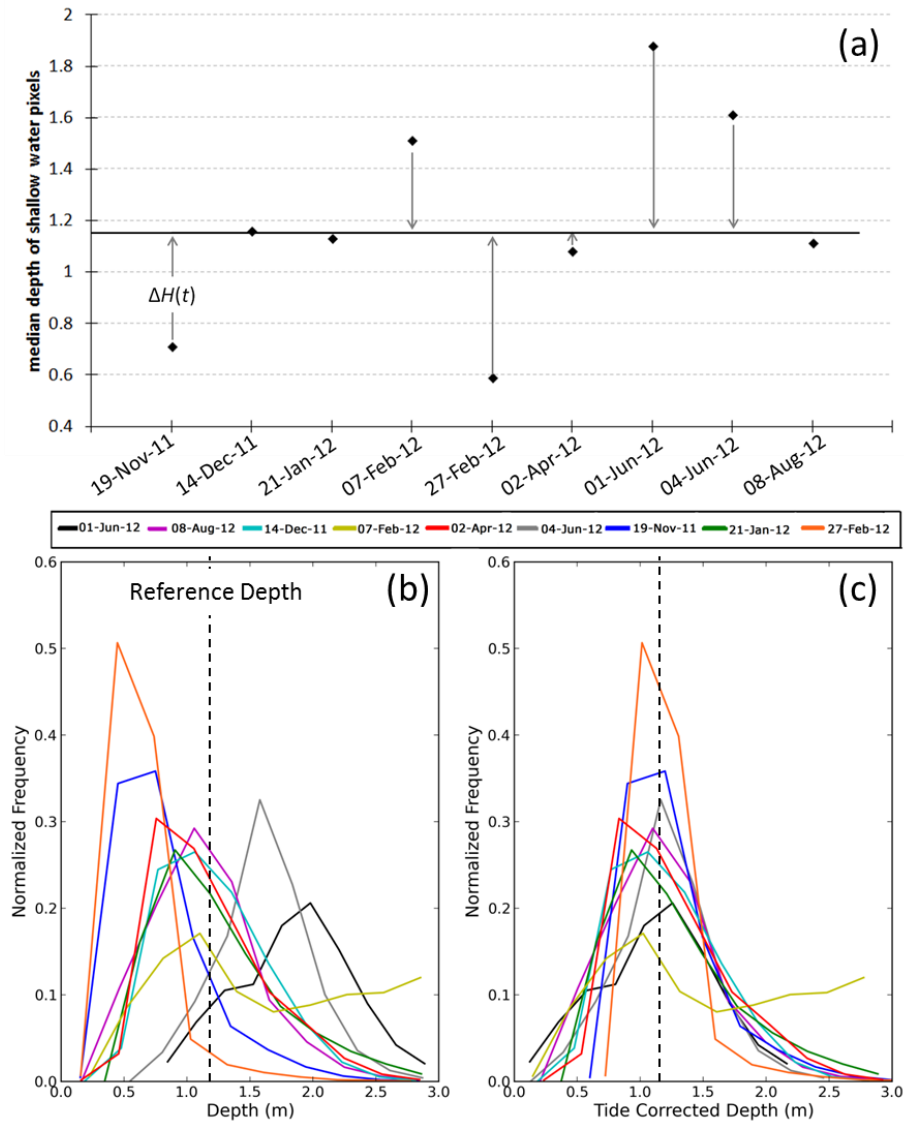 (a)
median depth of shallow water pixels
2
1.8
1.6
1.4
1.2
1
0.8
0.6
0.4
ΔH(t)
19-Nov-11
14-Dec-11
21-Jan-12
07-Feb-12
27-Feb-12
02-Apr-12
01-Jun-12
04-Jun-12
08-Aug-12
01-Jun-12 08-Aug-12 14-Dec-11 07-Feb-12 02-Apr-12 04-Jun-12 19-Nov-11 21-Jan-12 27-Feb-12
(b)
Reference Depth
Normalized Frequency
0.6
0.5
0.4
0.3
0.2
0.1
0.0
0.0 0.5 1.0 1.5 2.0 2.5 3.0
Depth (m)
(c)
Normalized Frequency
0.6
0.5
0.4
0.3
0.2
0.1
0.0
0.0 0.5 1.0 1.5 2.0 2.5 3.0
Tide Corrected Depth (m)